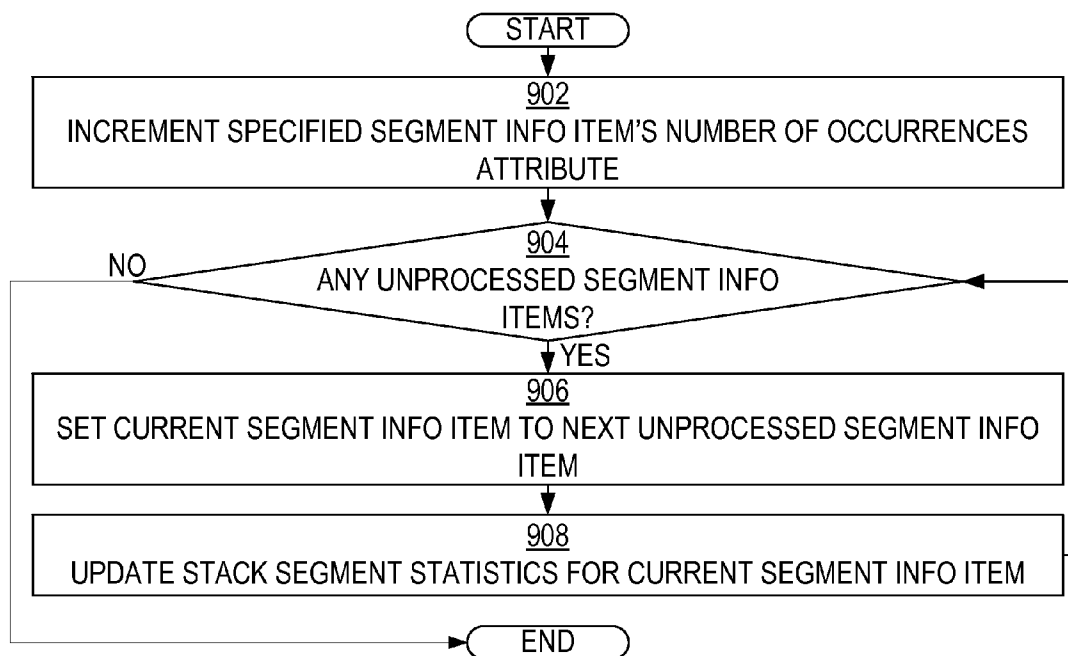 START
902
INCREMENT SPECIFIED SEGMENT INFO ITEM'S NUMBER OF OCCURRENCES
ATTRIBUTE
904
NO
ANY UNPROCESSED SEGMENT INFO
ITEMS?
YES
906
SET CURRENT SEGMENT INFO ITEM TO NEXT UNPROCESSED SEGMENT INFO
ITEM
908
UPDATE STACK SEGMENT STATISTICS FOR CURRENT SEGMENT INFO ITEM
END